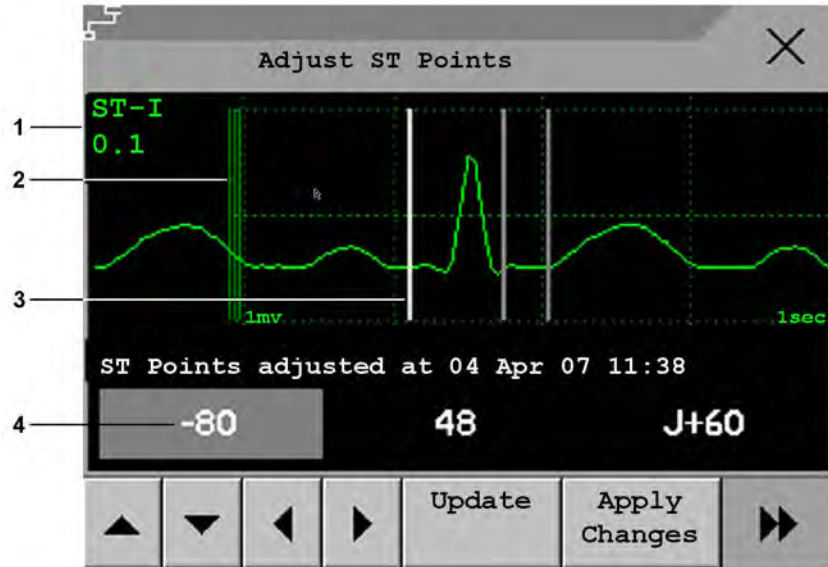 Adjust ST Points
ST-I
1
0.1
2
3
1mv
1sec
ST Points adjusted at 04 Apr 07 11:38
4
-80 48 J+60
Update
Apply
Changes